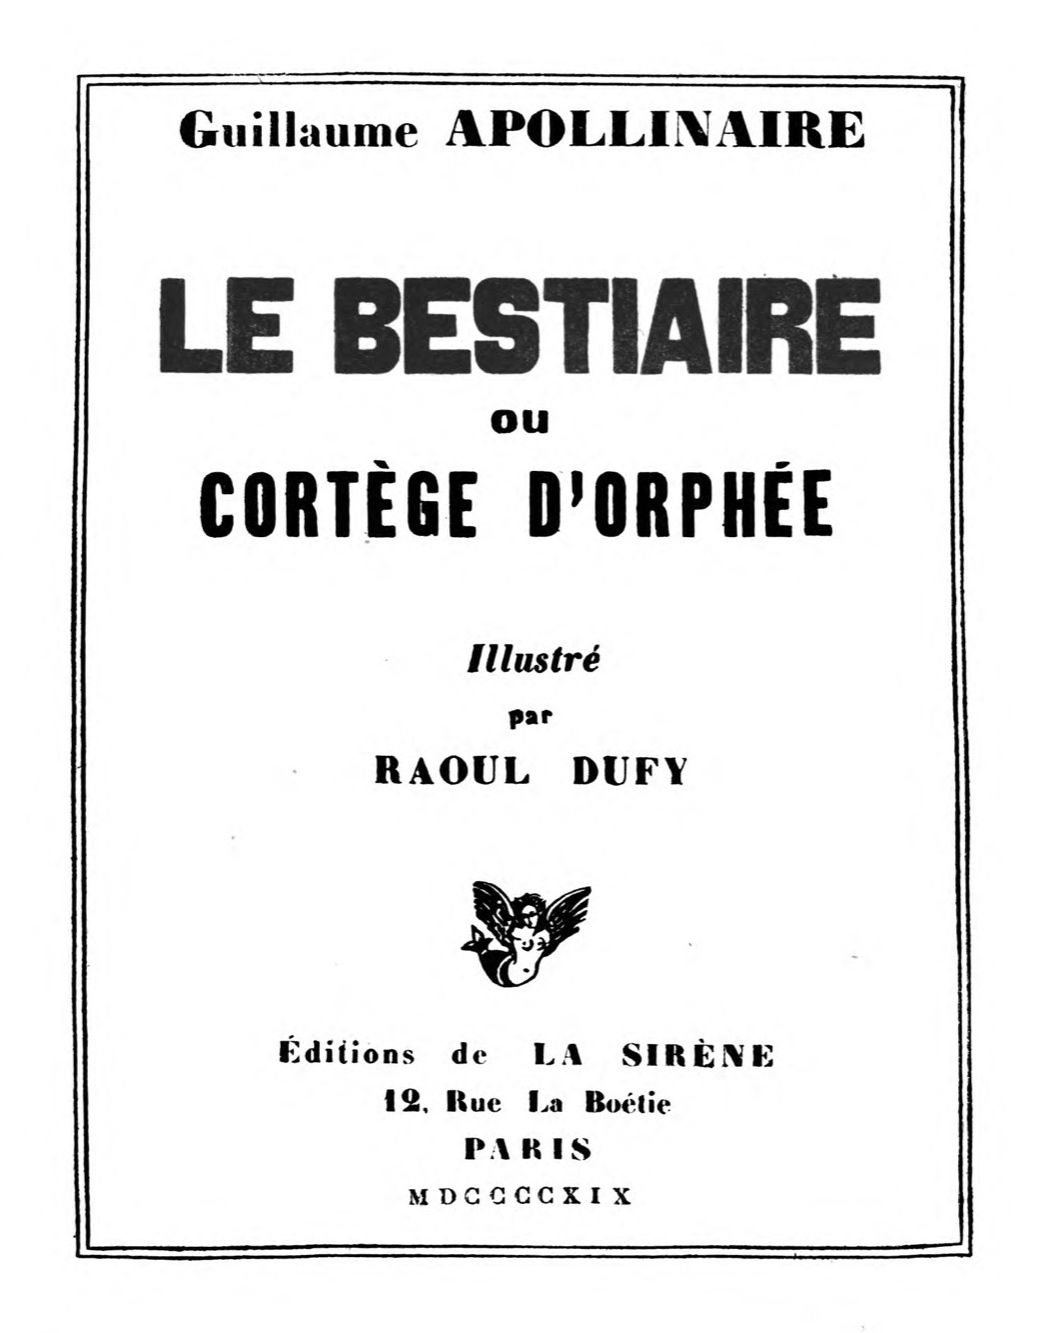 Guillaume APOLLINAIRE
LE BESTIAIRE
ou
CORTÈGE D'ORPHÉE
Illustré
par
RAOUL DUFY
Éditions de LA SIRÈNE
12, Rue La Boétie
PARIS
MDCCCCXIX